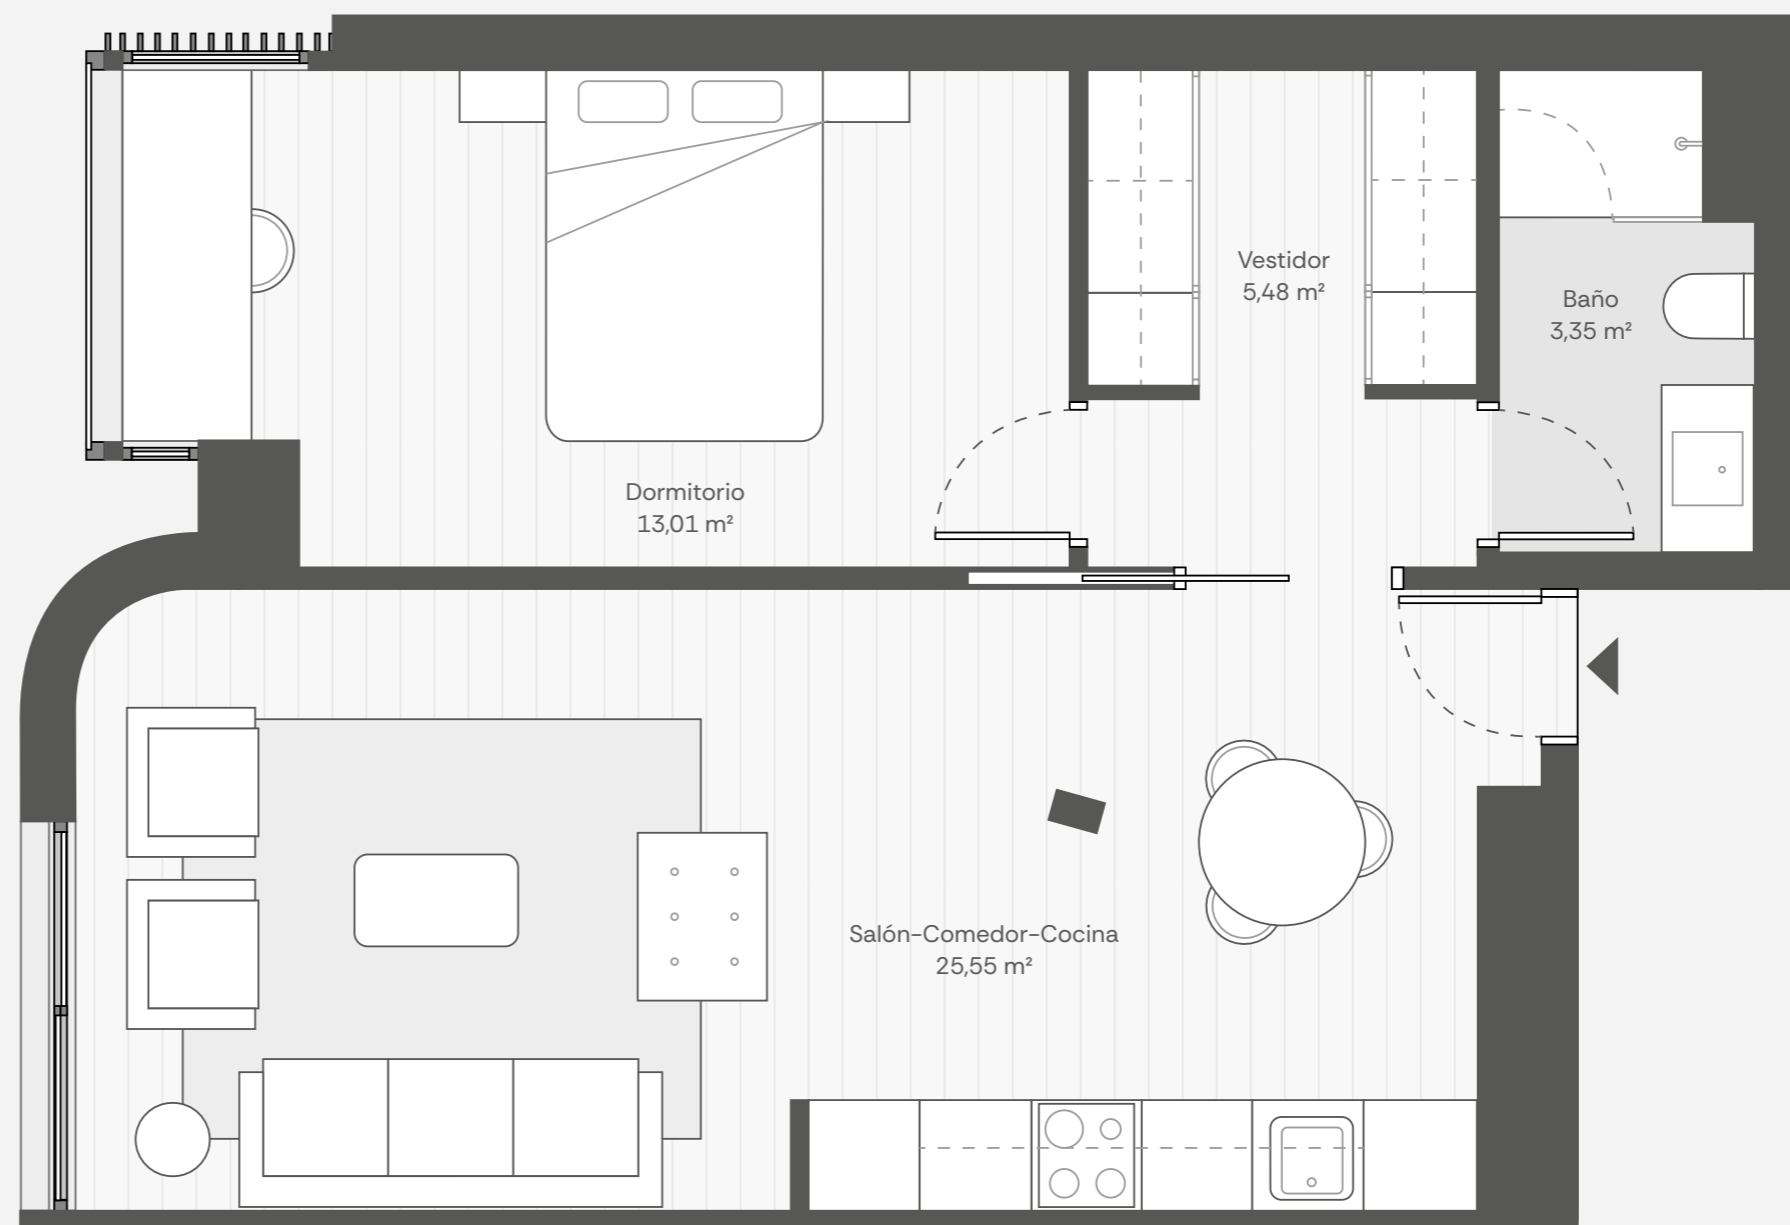 Vestidor
5,48 m²
Baño
3,35 m²
Dormitorio
13,01 m²
Salón-Comedor-Cocina
25,55 m²